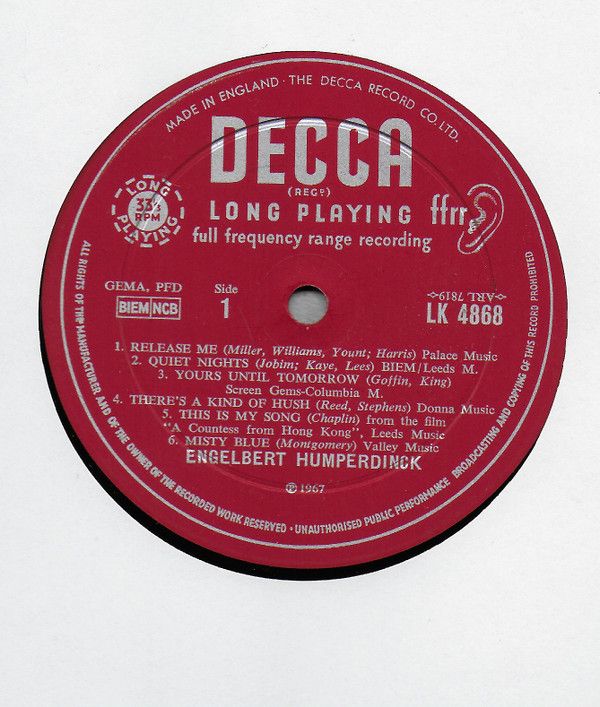 MADE IN ENGLAND · THE DECCA RECORD CO. LTD.
DECCA
(REGD)
LONG PLAYING ffrr
full frequency range recording
LONG 33⅓ RPM PLAYING
GEMA, PFD
BIEM NCB
Side
1
ARL 7819
LK 4868
1. RELEASE ME (Miller, Williams, Yount; Harris) Palace Music
2. QUIET NIGHTS (Jobim; Kaye, Lees) BIEM/Leeds M.
3. YOURS UNTIL TOMORROW (Goffin, King)
Screen Gems-Columbia M.
4. THERE'S A KIND OF HUSH (Reed, Stephens) Donna Music
5. THIS IS MY SONG (Chaplin) from the film
"A Countess from Hong Kong", Leeds Music
6. MISTY BLUE (Montgomery) Valley Music
ENGELBERT HUMPERDINCK
℗ 1967
ALL RIGHTS OF THE MANUFACTURER AND OF THE OWNER OF THE RECORDED WORK RESERVED · UNAUTHORISED PUBLIC PERFORMANCE BROADCASTING AND COPYING OF THIS RECORD PROHIBITED